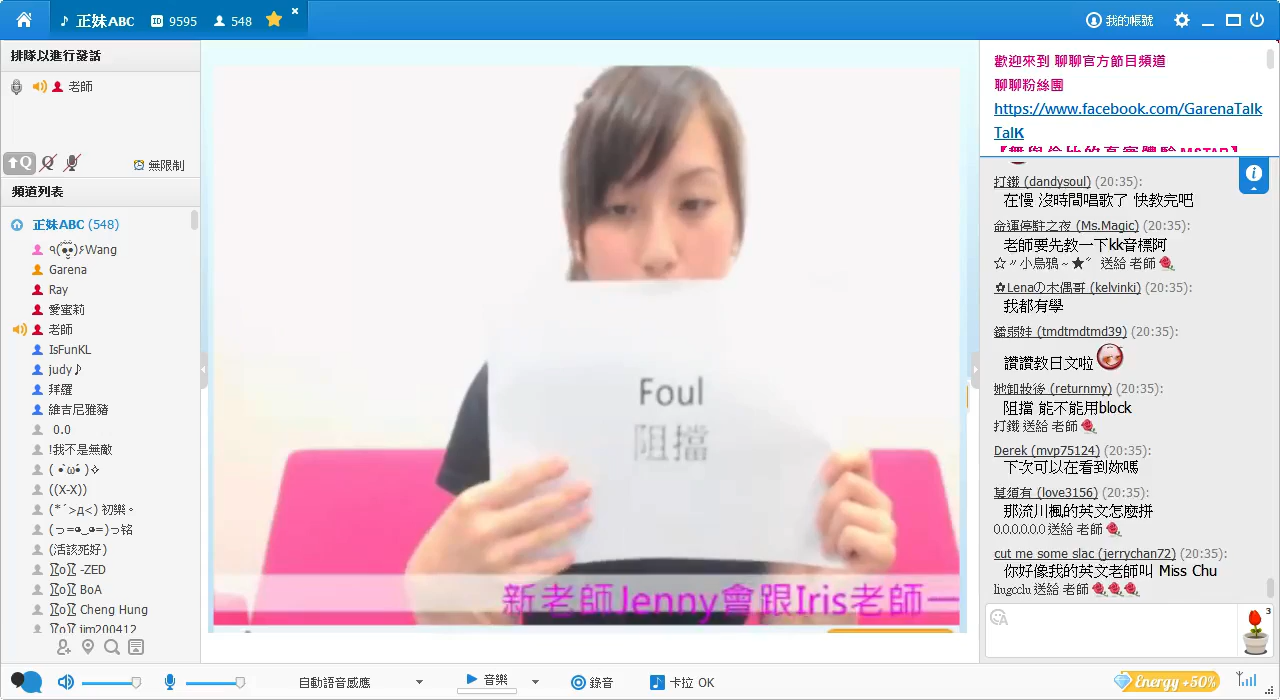 正妹ABC 9595 548 我的帳號
排隊以進行發話
老師
無限制
頻道列表
正妹ABC (548)
Wang
Garena
Ray
愛蜜莉
老師
IsFunKL
judy♪
拜羅
維吉尼雅豬
0.0
!我不是無敵
( •̀ω•́ )✧
((X-X))
(*´>д<) 初樂。
(っ=◕‿◕=)っ铭
(活該死好)
-ZED
BoA
Cheng Hung
jim200412
Foul
阻擋
新老師Jenny會跟Iris老師一
歡迎來到 聊聊官方節目頻道
聊聊粉絲團
https://www.facebook.com/GarenaTalk
TalK
打鐵 (dandysoul) (20:35):
在慢 沒時間唱歌了 快教完吧
命運停駐之夜 (Ms.Magic) (20:35):
老師要先教一下kk音標阿
☆〃小烏鴉～★゛ 送給 老師
✿Lenaの木偶哥 (kelvinki) (20:35):
我都有學
(tmdtmdtmd39) (20:35):
讚讚教日文啦
她卸妝後 (returnmy) (20:35):
阻擋 能不能用block
打鐵 送給 老師
Derek (mvp75124) (20:35):
下次可以在看到妳嗎
(love3156) (20:35):
那流川楓的英文怎麼拼
0.0.0.0.0.0 送給 老師
cut me some slac (jerrychan72) (20:35):
你好像我的英文老師叫 Miss Chu
lingcclu 送給 老師
3
自動語音感應
音樂
錄音
卡拉 OK
Energy +50%